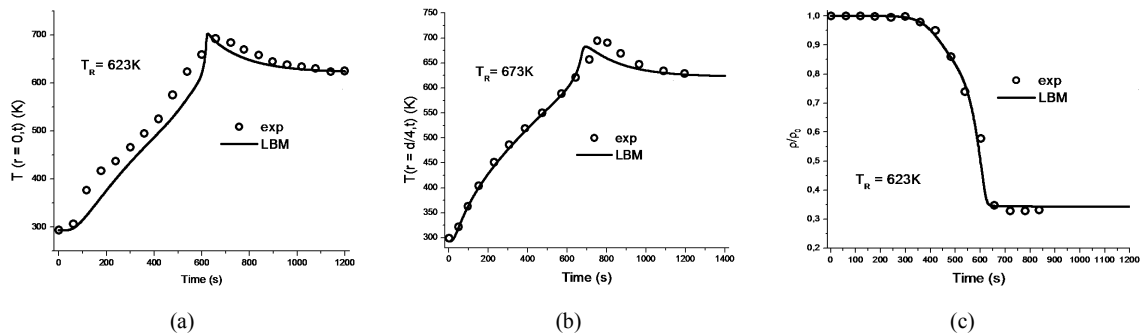 T (r = 0,t) (K)
700
600
500
400
300
T_R = 623K
exp
LBM
0 200 400 600 800 1000 1200
Time (s)
(a)
T(r = d/4,t) (K)
750
700
650
600
550
500
450
400
350
300
T_R = 673K
exp
LBM
0 200 400 600 800 1000 1200 1400
Time (s)
(b)
ρ/ρ₀
1,0
0,9
0,8
0,7
0,6
0,5
0,4
0,3
0,2
exp
LBM
T_R = 623K
0 100 200 300 400 500 600 700 800 900 1000 1100 1200
Time (s)
(c)